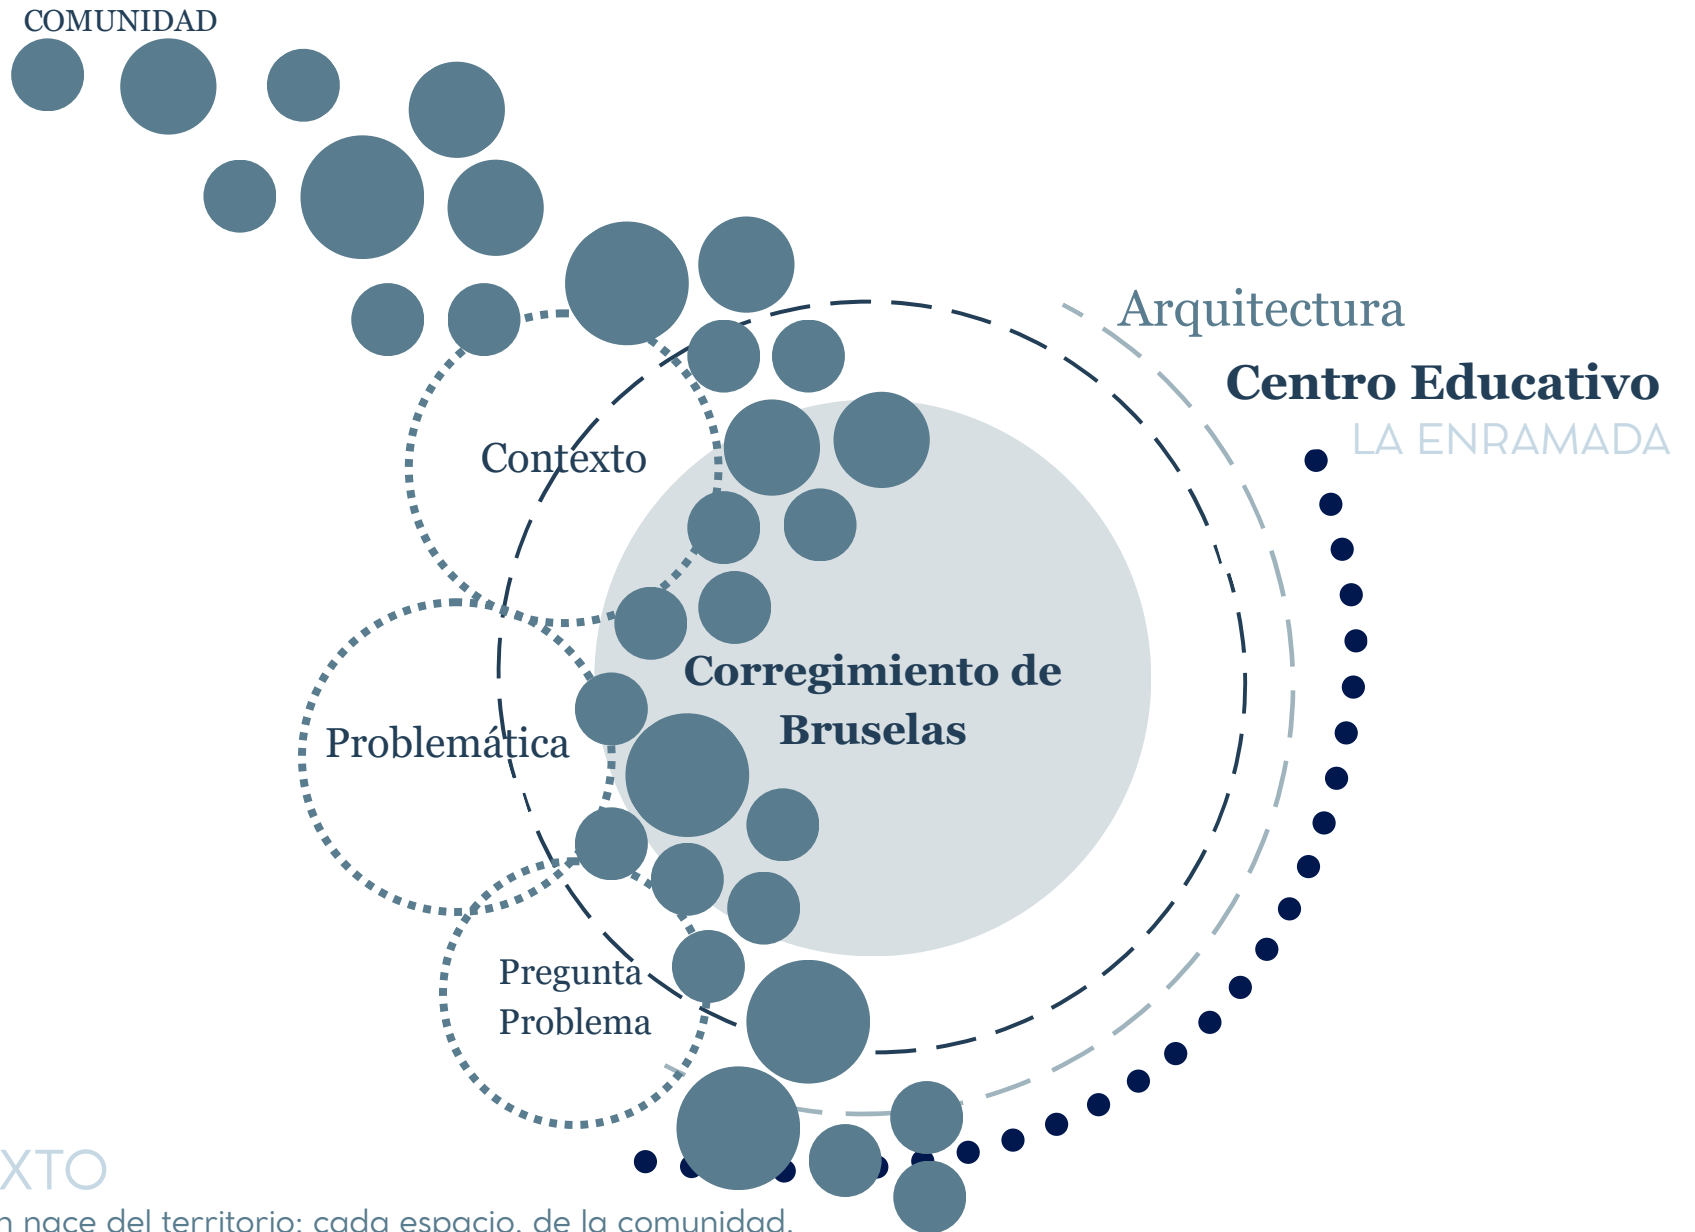 COMUNIDAD
Arquitectura
Centro Educativo
LA ENRAMADA
Contexto
Corregimiento de
Bruselas
Problemática
Pregunta
Problema
XTO
n nace del territorio; cada espacio, de la comunidad.